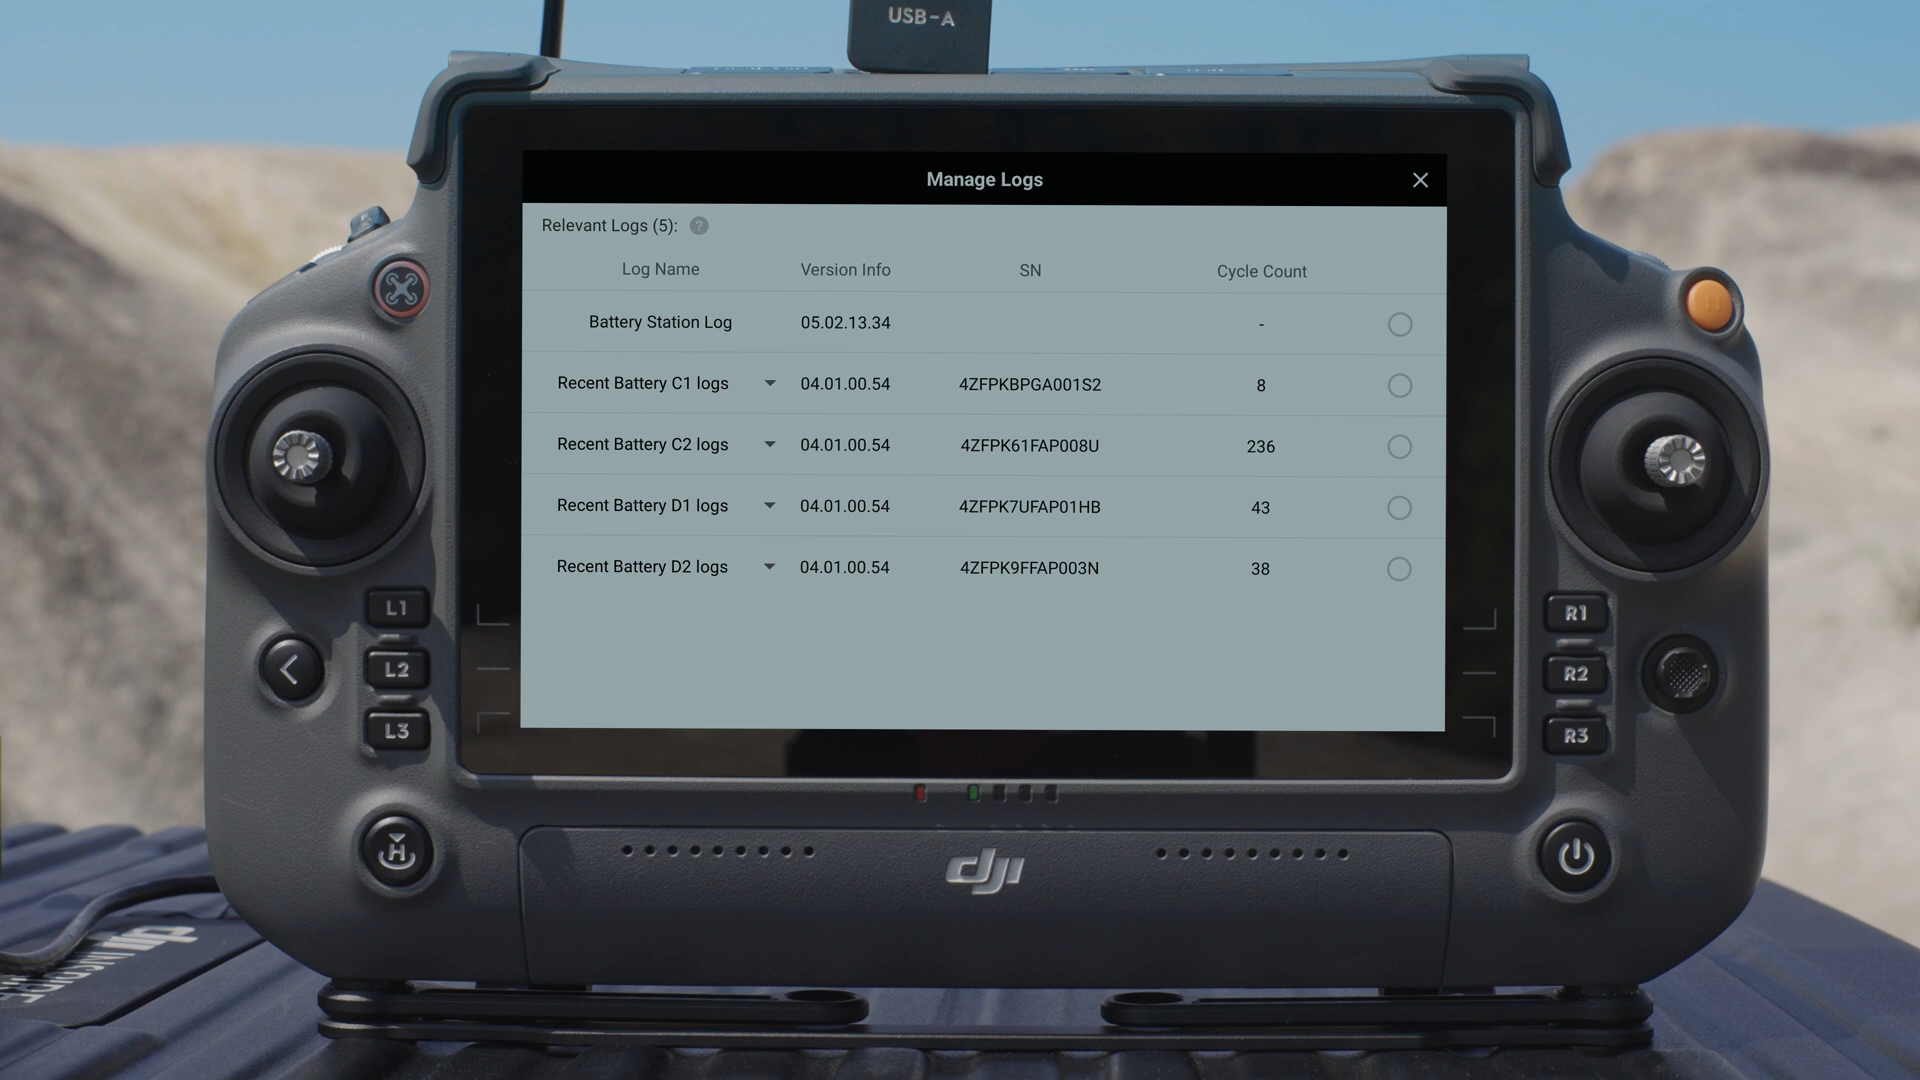 USB-A
Manage Logs
Relevant Logs (5): ?
Log Name Version Info SN Cycle Count
Battery Station Log 05.02.13.34 -
Recent Battery C1 logs 04.01.00.54 4ZFPKBPGA001S2 8
Recent Battery C2 logs 04.01.00.54 4ZFPK61FAP008U 236
Recent Battery D1 logs 04.01.00.54 4ZFPK7UFAP01HB 43
Recent Battery D2 logs 04.01.00.54 4ZFPK9FFAP003N 38
L1
L2
L3
R1
R2
R3
H
dji
dji INSPIRE